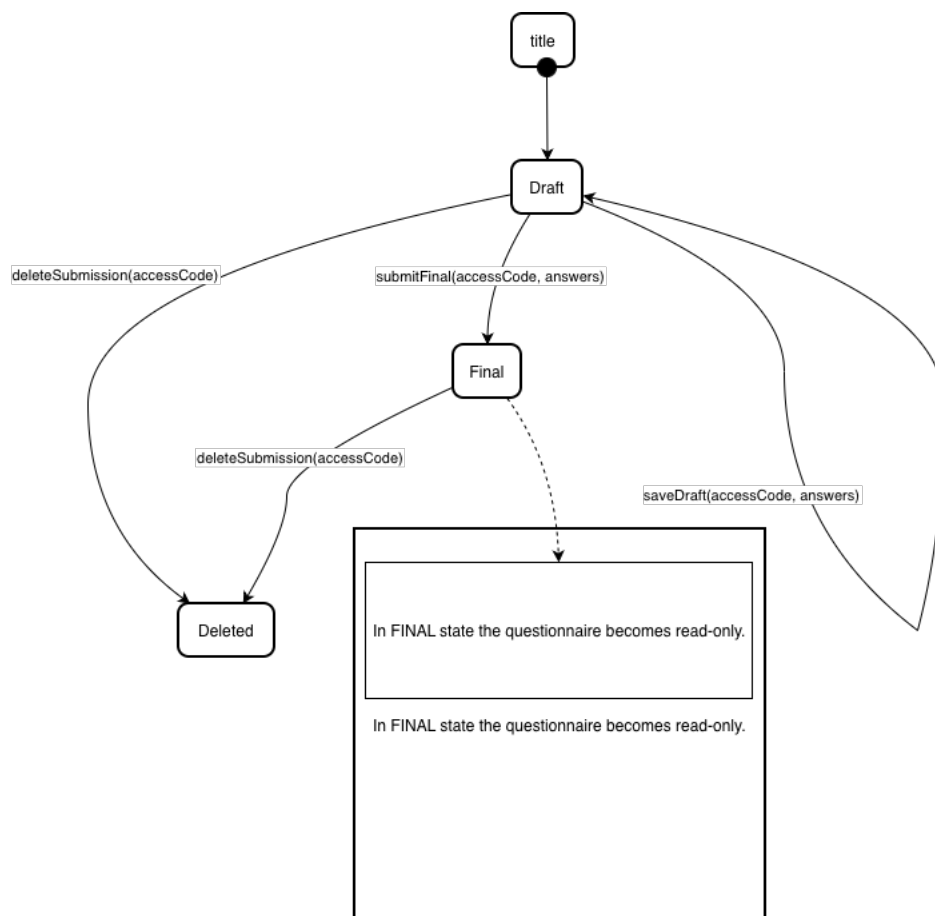 title
Draft
deleteSubmission(accessCode)
submitFinal(accessCode, answers)
Final
deleteSubmission(accessCode)
saveDraft(accessCode, answers)
Deleted
In FINAL state the questionnaire becomes read-only.
In FINAL state the questionnaire becomes read-only.